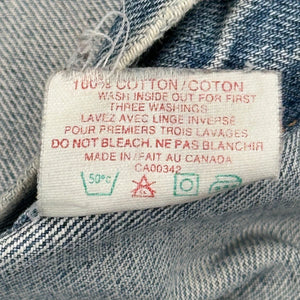 100% COTTON/COTON
WASH INSIDE OUT FOR FIRST
THREE WASHINGS
LAVEZ AVEC LINGE INVERSÉ
POUR PREMIERS TROIS LAVAGES
DO NOT BLEACH. NE PAS BLANCHIR
MADE IN/FAIT AU CANADA
CA00342
50°C